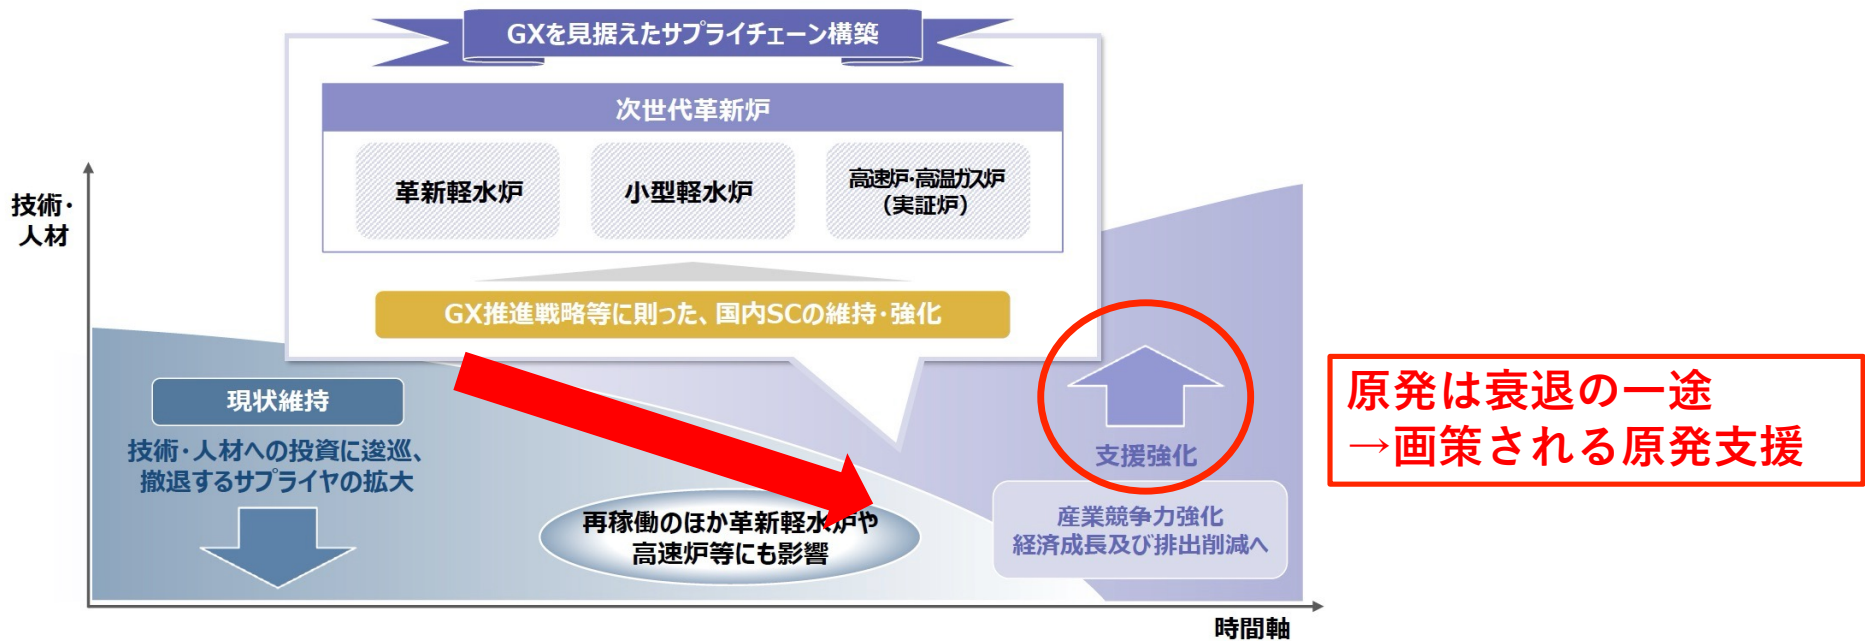 GXを見据えたサプライチェーン構築
次世代革新炉
革新軽水炉
小型軽水炉
高速炉・高温ガス炉
（実証炉）
GX推進戦略等に則った、国内SCの維持・強化
技術・
人材
現状維持
技術・人材への投資に逡巡、
撤退するサプライヤの拡大
再稼働のほか革新軽水炉や
高速炉等にも影響
支援強化
産業競争力強化
経済成長及び排出削減へ
時間軸
原発は衰退の一途
→画策される原発支援